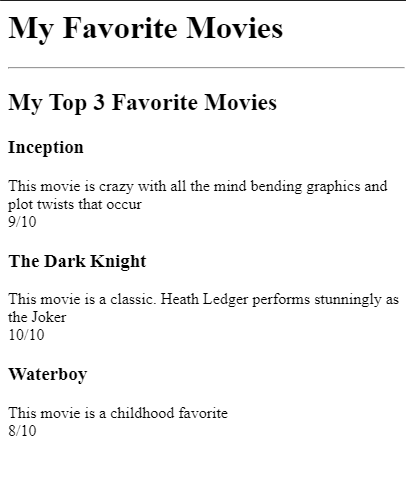 My Favorite Movies
My Top 3 Favorite Movies
Inception
This movie is crazy with all the mind bending graphics and
plot twists that occur
9/10
The Dark Knight
This movie is a classic. Heath Ledger performs stunningly as
the Joker
10/10
Waterboy
This movie is a childhood favorite
8/10